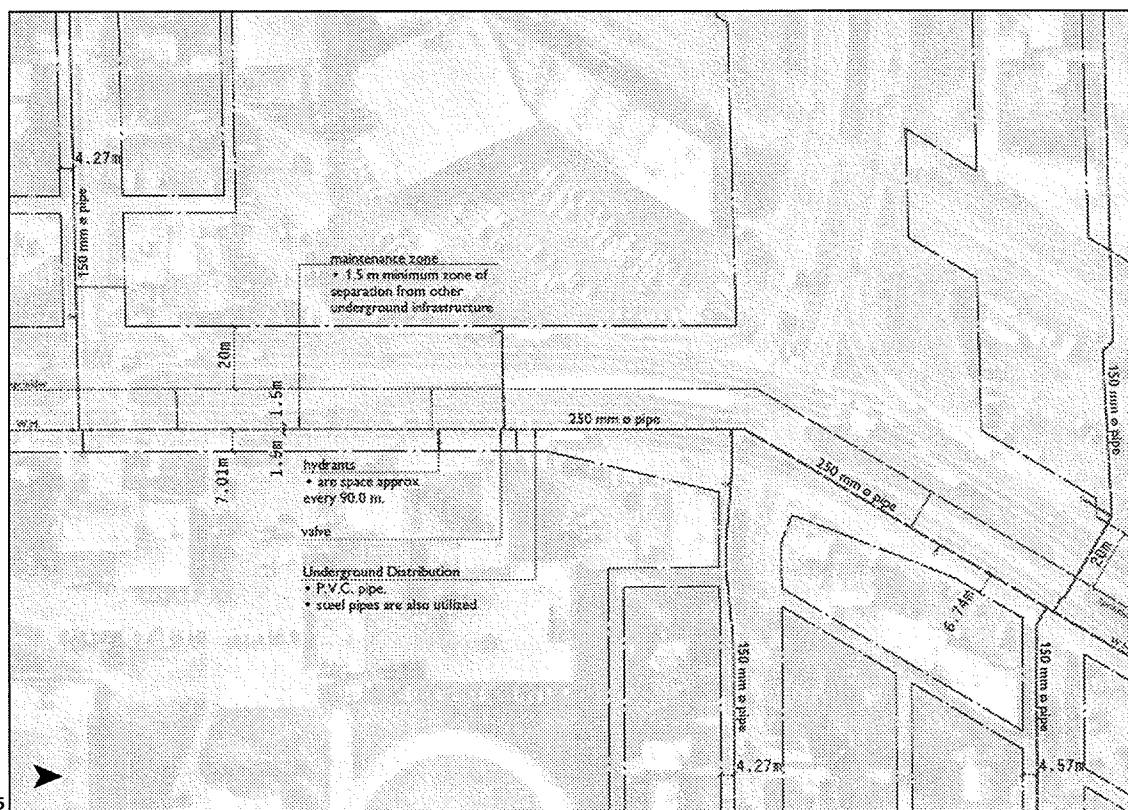 4.27m
150 mm ø pipe
maintenance zone
• 1.5 m minimum zone of
separation from other
underground infrastructure
20m
1.5m
W.M
1.5m
7.01m
250 mm ø pipe
hydrants
• are space approx
every 90.0 m.
valve
Underground Distribution
• P.V.C. pipe.
• steel pipes are also utilized
250 mm ø pipe
150 mm ø pipe
20m
6.74m
150 mm ø pipe
150 mm ø pipe
4.27m
4.57m